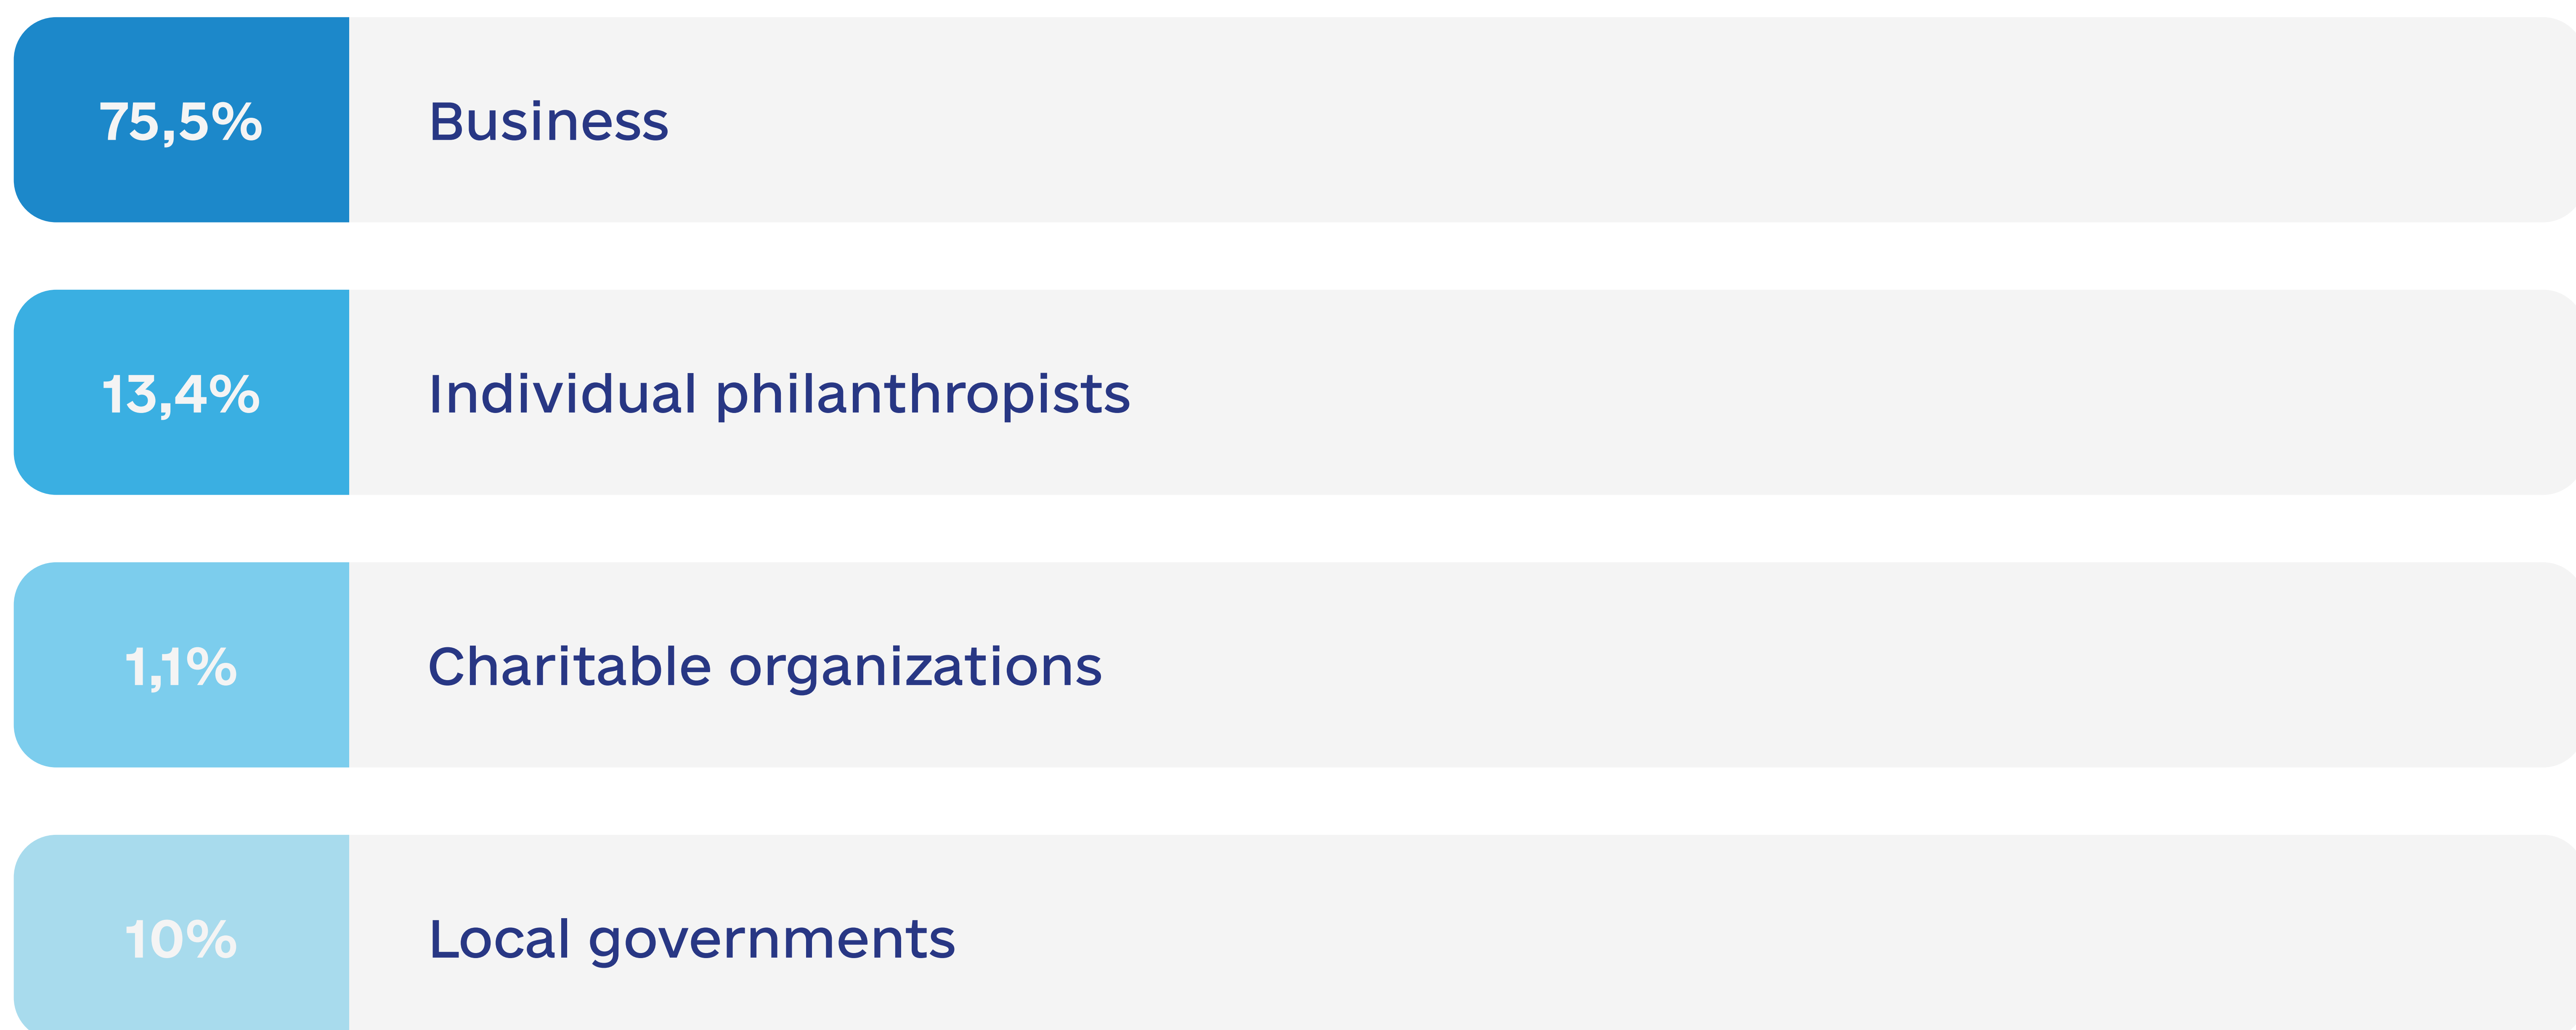 75,5% Business
13,4% Individual philanthropists
1,1% Charitable organizations
10% Local governments